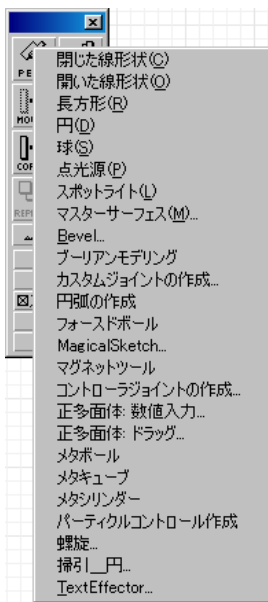 閉じた線形状(C)
開いた線形状(O)
長方形(R)
円(D)
球(S)
点光源(P)
スポットライト(L)
マスターサーフェス(M)...
Bevel...
ブーリアンモデリング
カスタムジョイントの作成...
円弧の作成
フォースドボール
MagicalSketch...
マグネットツール
コントローラジョイントの作成...
正多面体: 数値入力...
正多面体: ドラッグ...
メタボール
メタキューブ
メタシリンダー
パーティクルコントロール作成
螺旋...
掃引__円...
TextEffector...